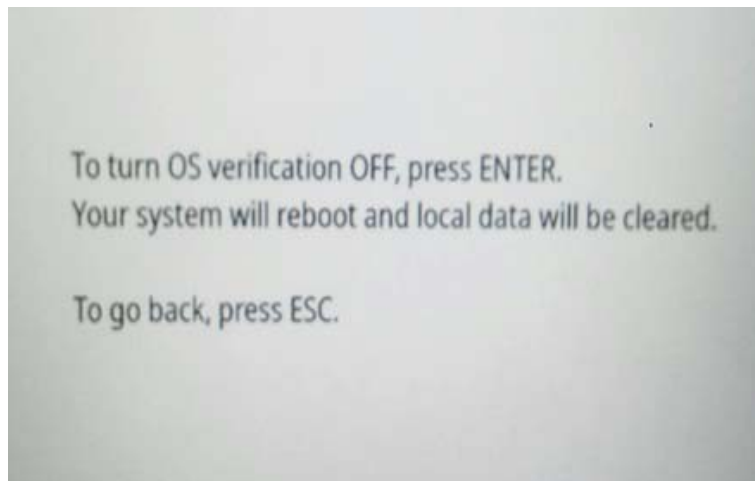 To turn OS verification OFF, press ENTER.
Your system will reboot and local data will be cleared.
To go back, press ESC.